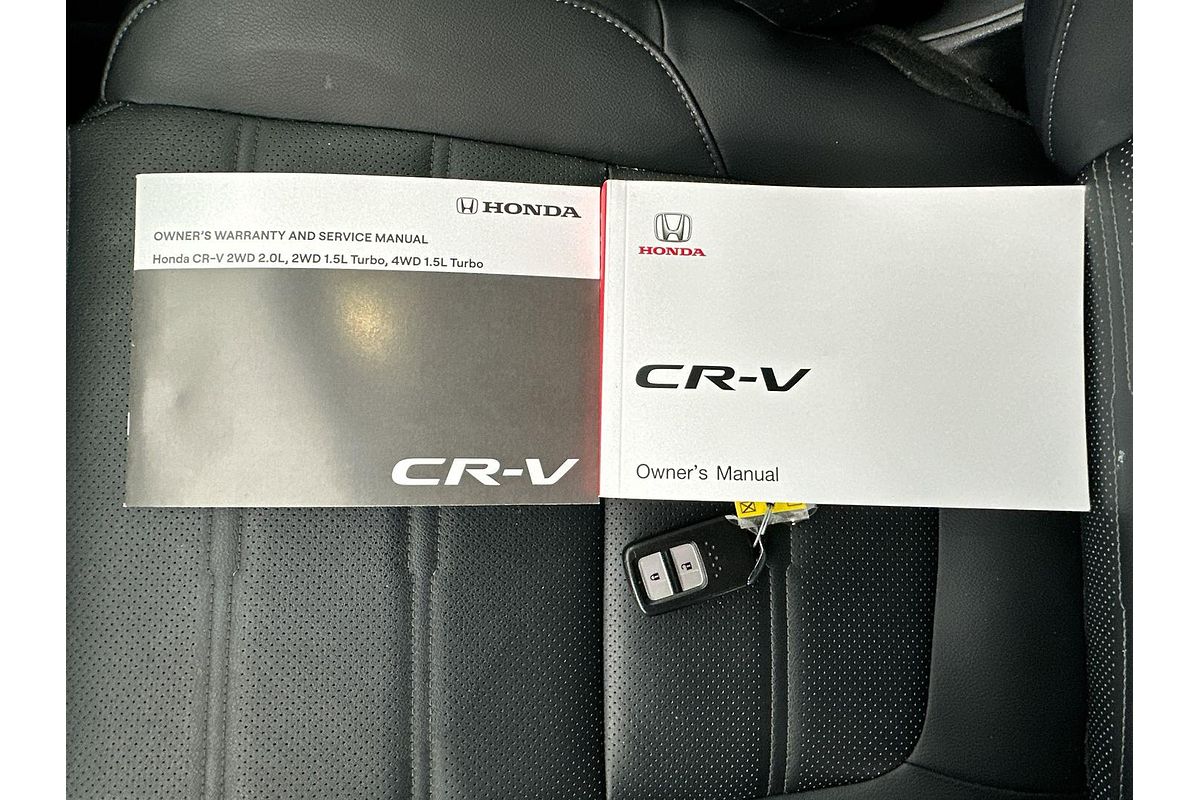 HONDA
OWNER'S WARRANTY AND SERVICE MANUAL
Honda CR-V 2WD 2.0L, 2WD 1.5L Turbo, 4WD 1.5L Turbo
CR-V
HONDA
CR-V
Owner's Manual